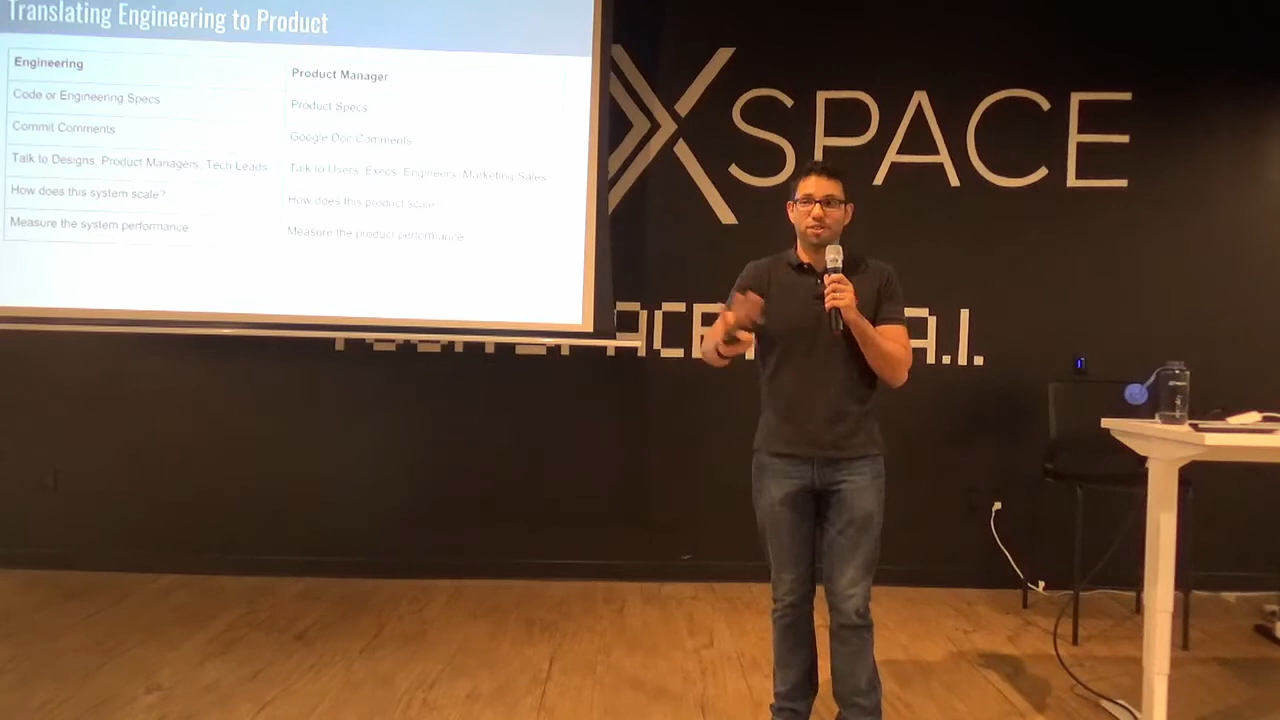 Translating Engineering to Product
Engineering
Product Manager
Code or Engineering Specs
Product Specs
Commit Comments
Google Doc Comments
Talk to Designs, Product Managers, Tech Leads
Talk to Users, Execs, Engineers, Marketing Sales
How does this system scale?
How does this product scale?
Measure the system performance
Measure the product performance
XSPACE
A.I.